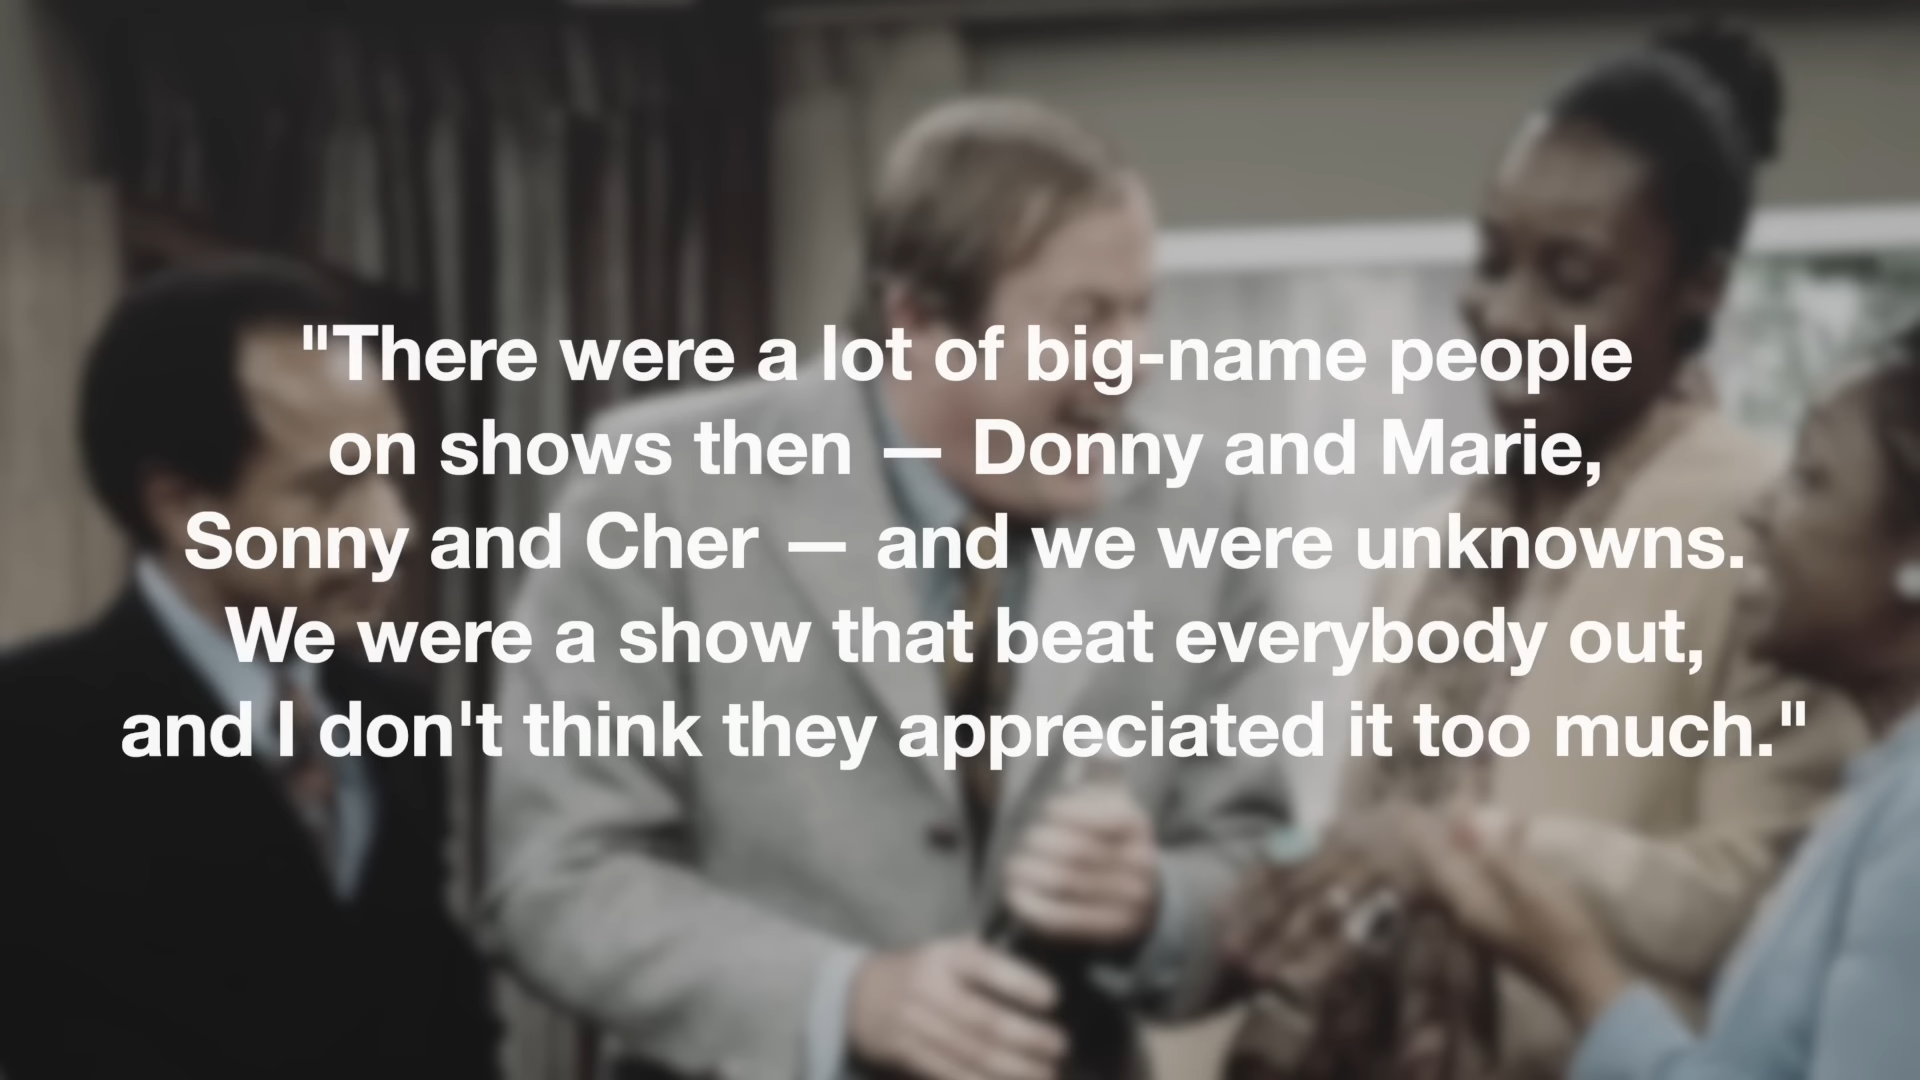 "There were a lot of big-name people
on shows then — Donny and Marie,
Sonny and Cher — and we were unknowns.
We were a show that beat everybody out,
and I don't think they appreciated it too much."